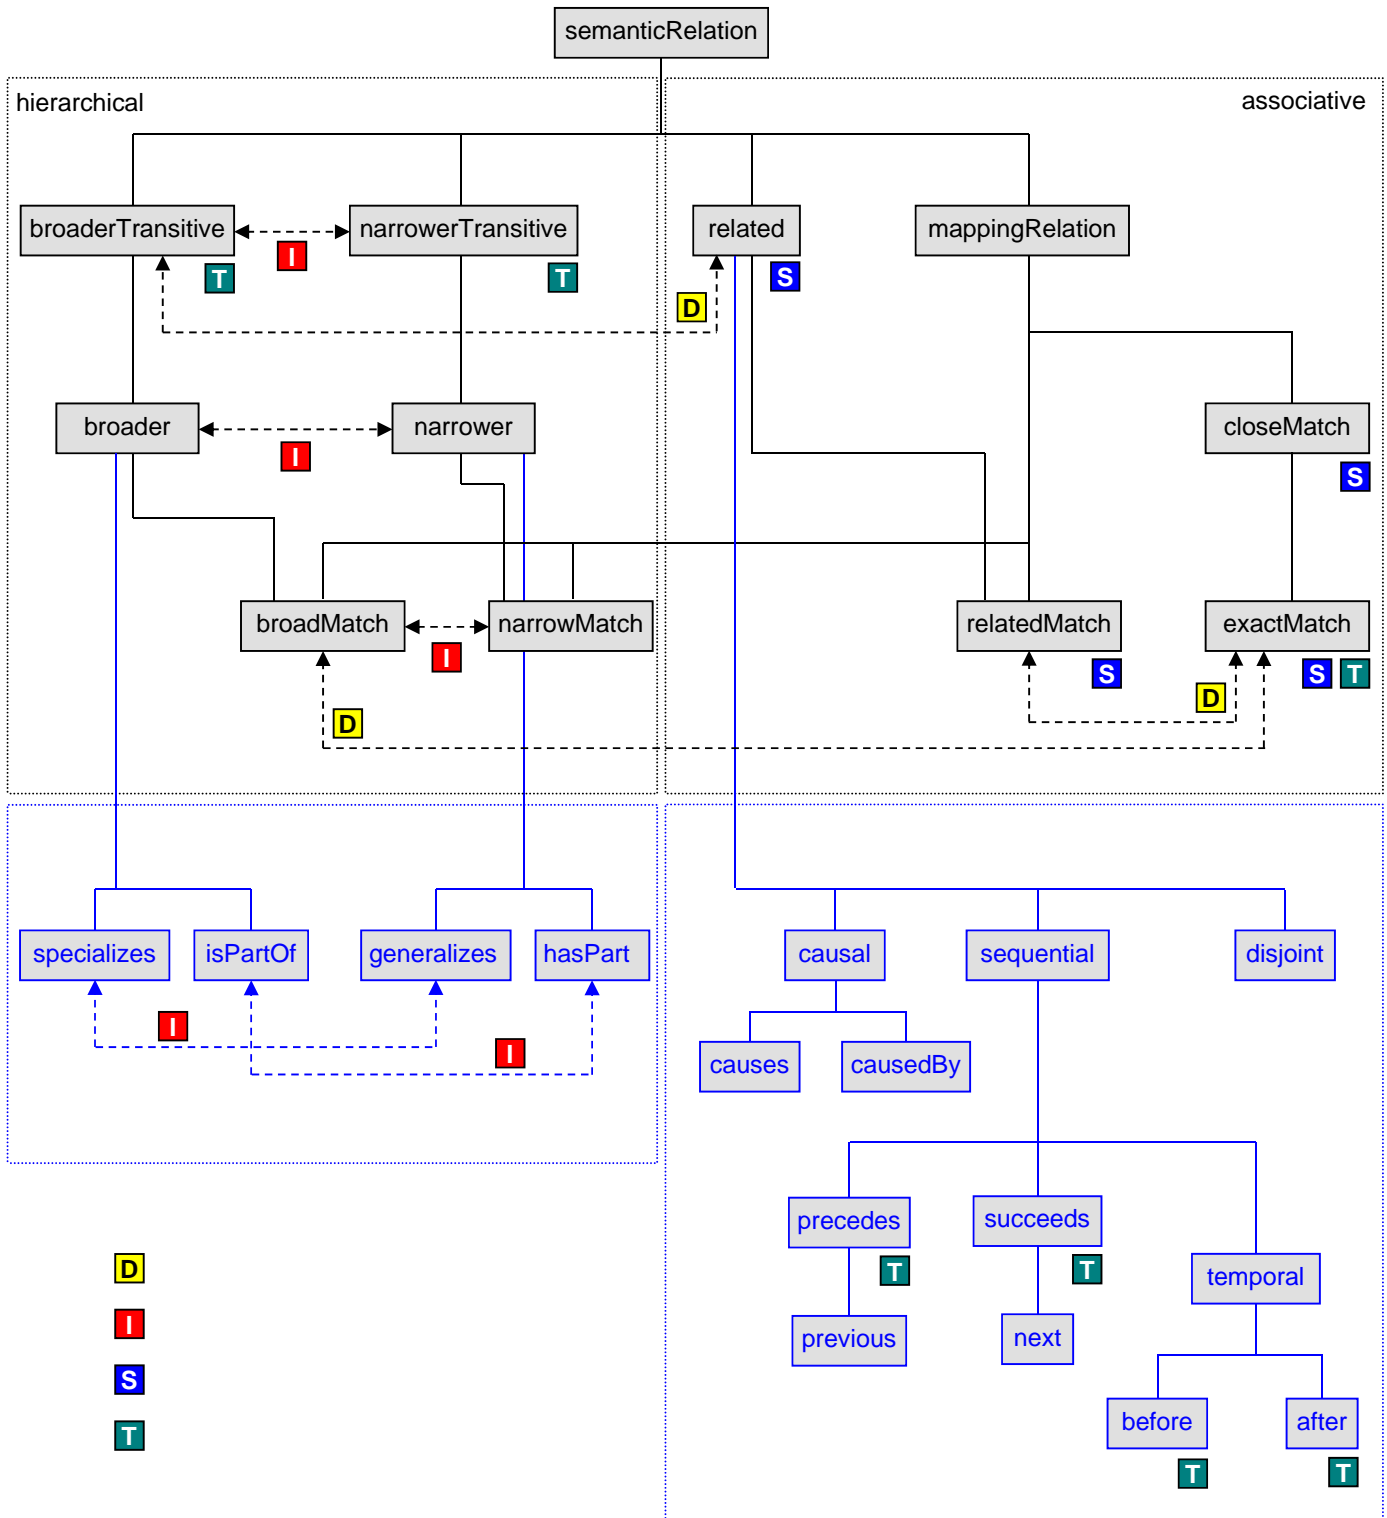 semanticRelation
hierarchical
associative
broaderTransitive
narrowerTransitive
related
mappingRelation
I
T
T
S
D
broader
narrower
closeMatch
I
S
broadMatch
narrowMatch
relatedMatch
exactMatch
I
S
S
T
D
D
specializes
isPartOf
generalizes
hasPart
causal
sequential
disjoint
I
I
causes
causedBy
precedes
succeeds
T
T
temporal
previous
next
before
after
T
T
D
I
S
T